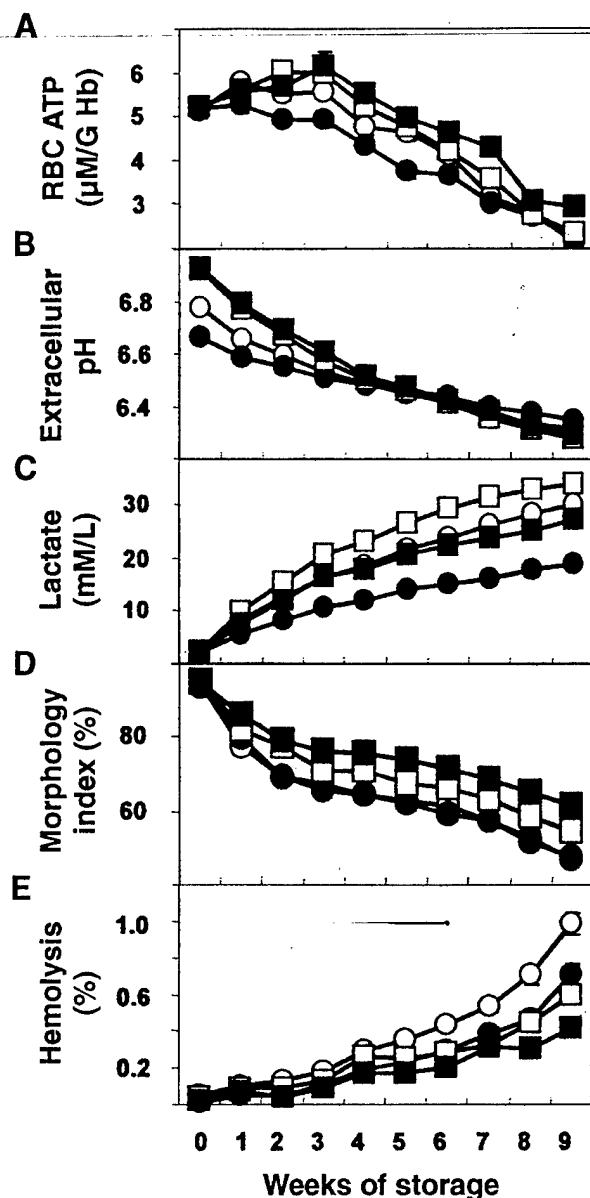 A
RBC ATP
(µM/G Hb)
6
5
4
3
B
Extracellular
pH
6.8
6.6
6.4
C
Lactate
(mM/L)
30
20
10
D
Morphology
index (%)
80
60
E
Hemolysis
(%)
1.0
0.6
0.2
0 1 2 3 4 5 6 7 8 9
Weeks of storage